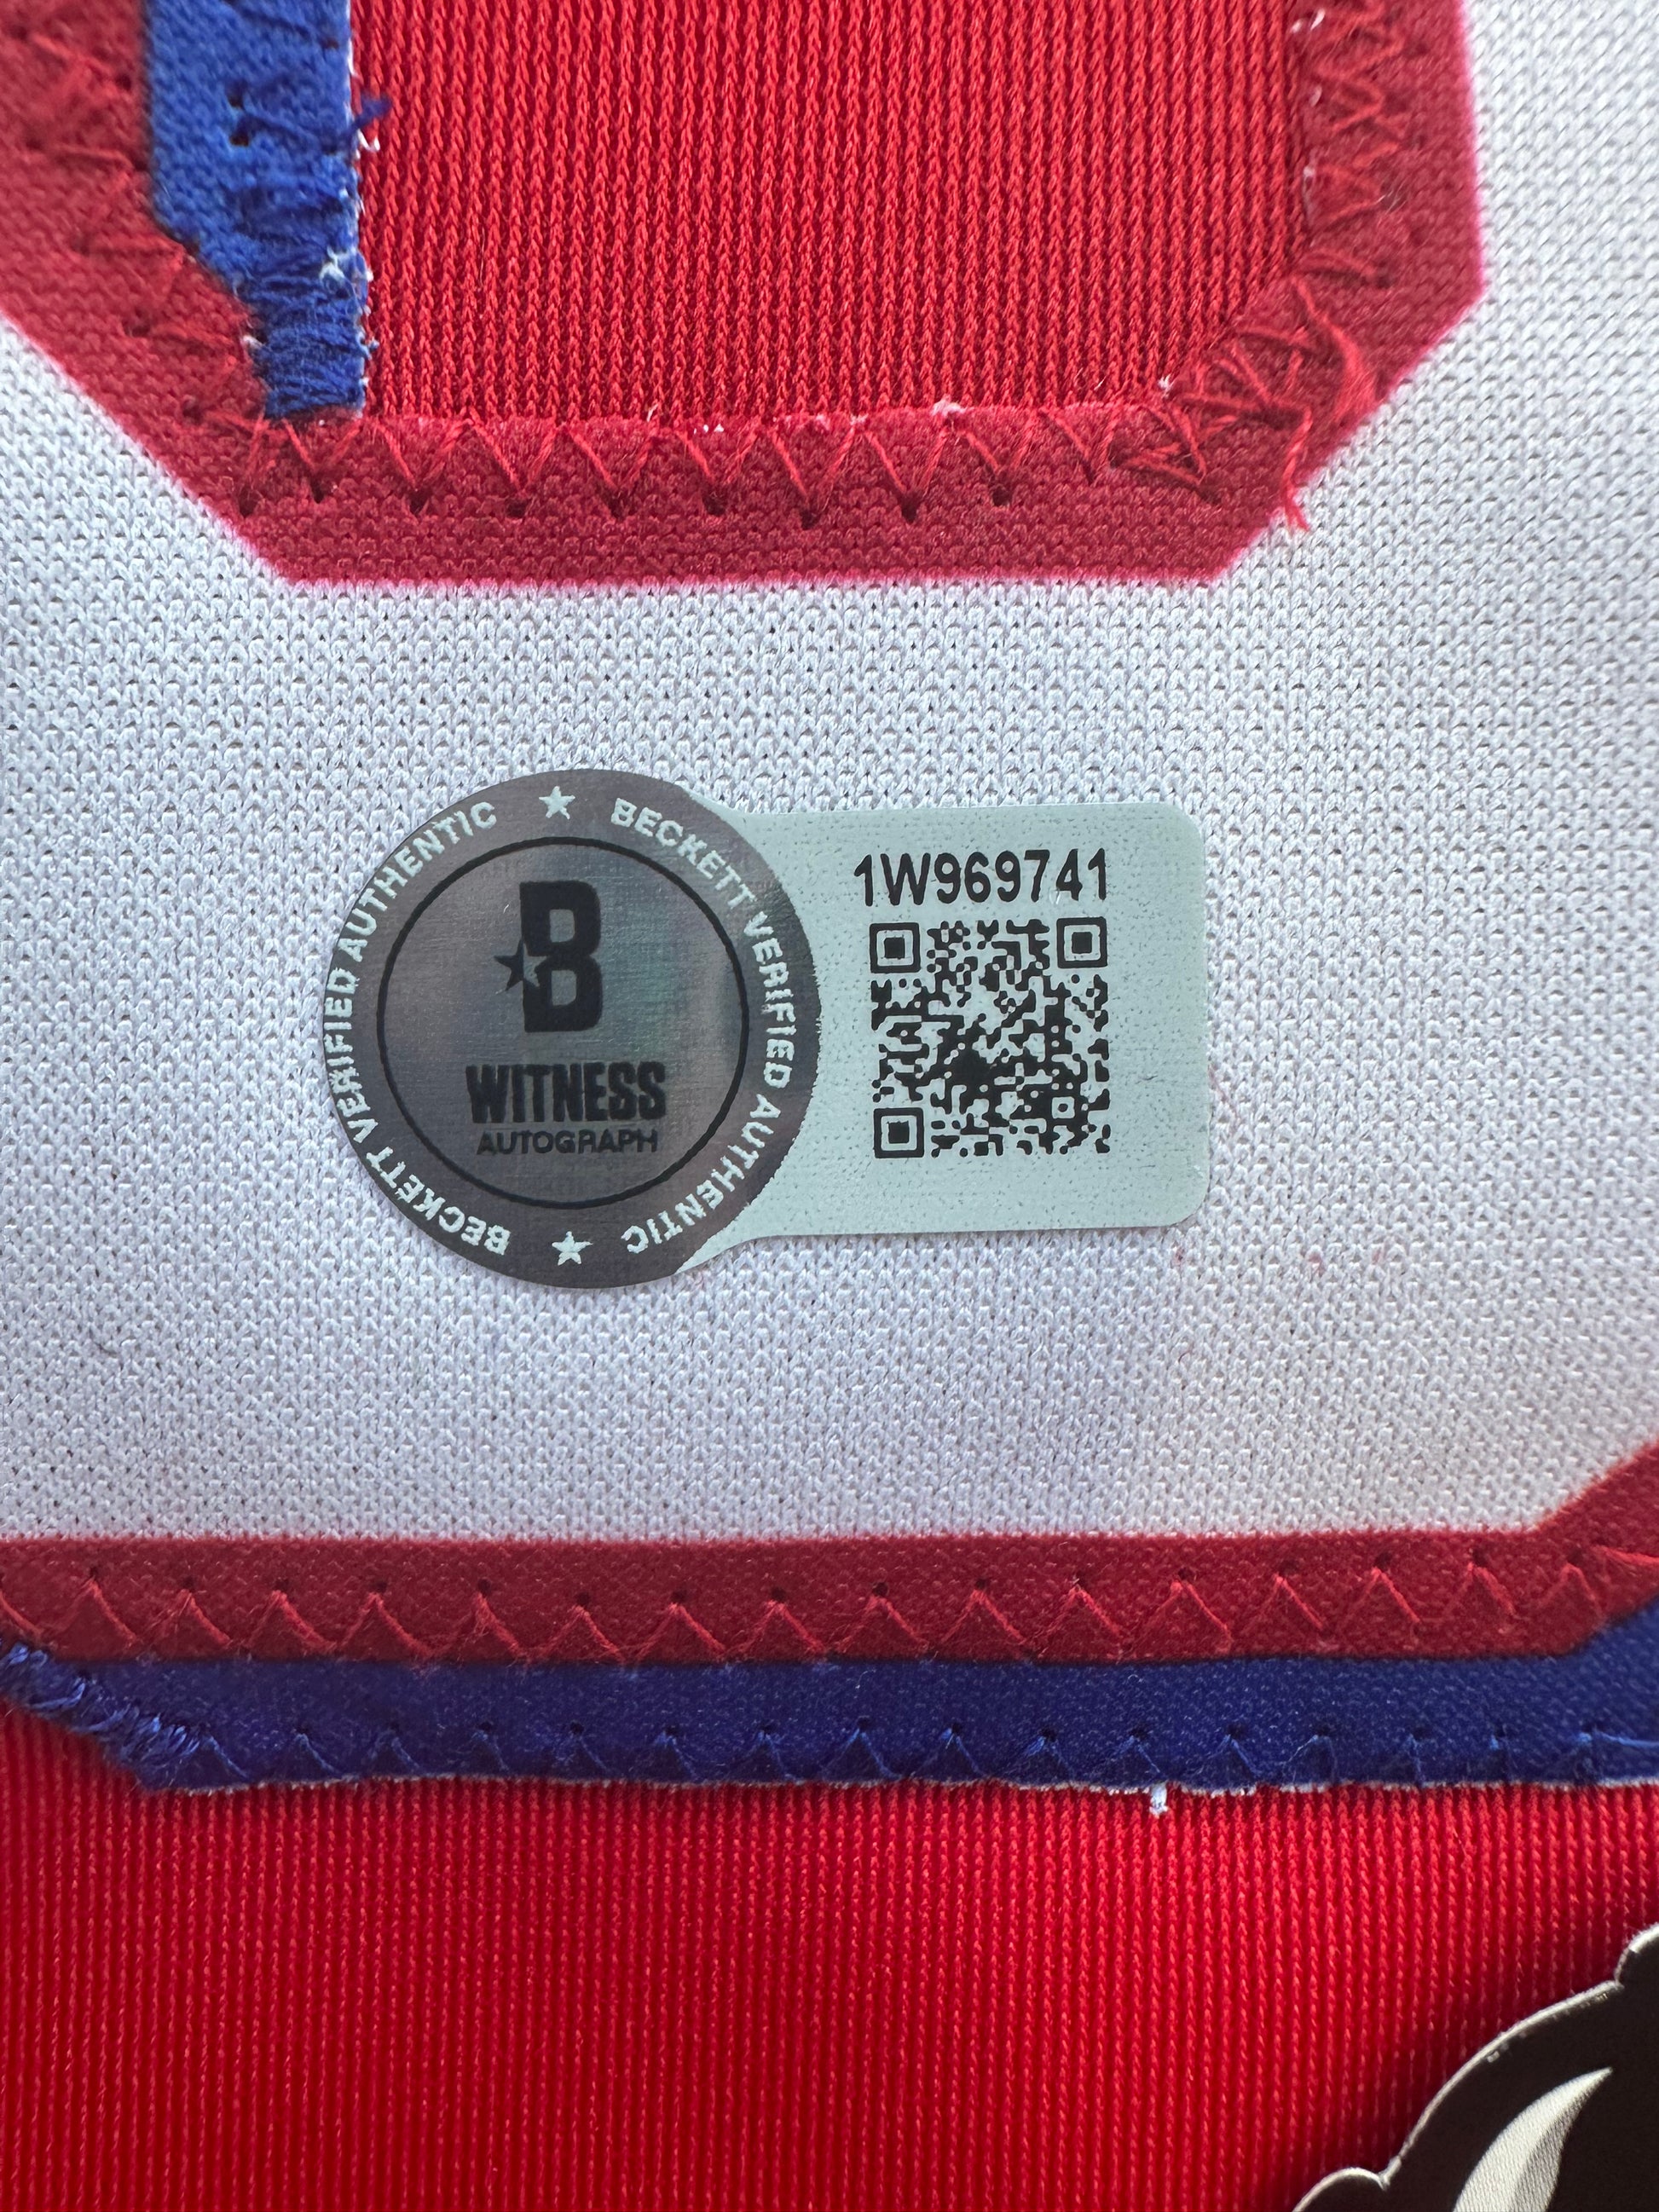 BECKETT VERIFIED AUTHENTIC
BECKETT VERIFIED AUTHENTIC
B
WITNESS
AUTOGRAPH
1W969741